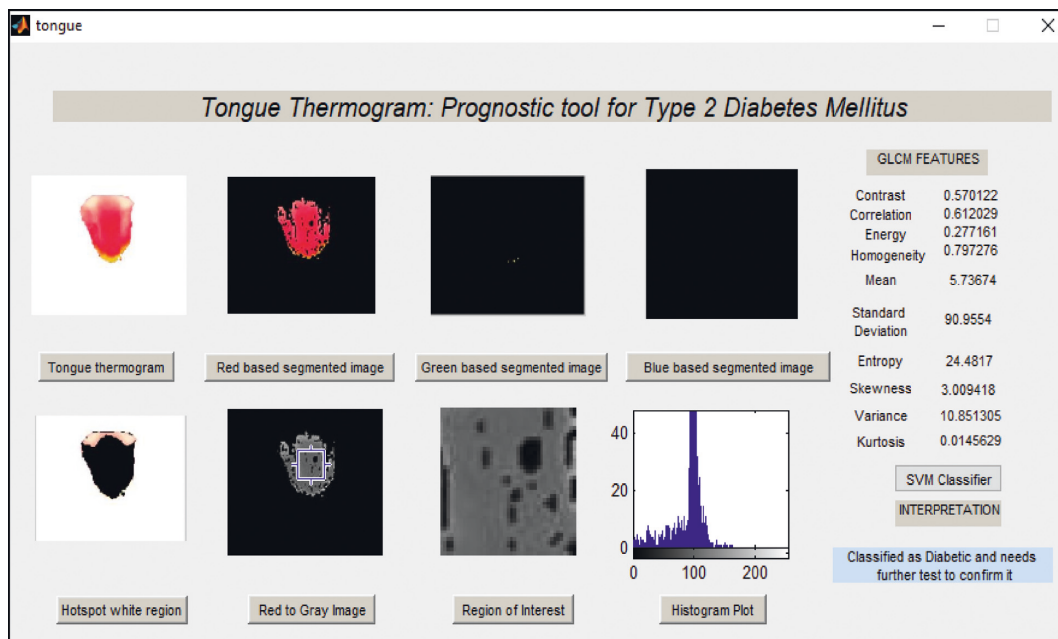 tongue
Tongue Thermogram: Prognostic tool for Type 2 Diabetes Mellitus
Tongue thermogram
Red based segmented image
Green based segmented image
Blue based segmented image
Hotspot white region
Red to Gray Image
Region of Interest
40
20
0
0 100 200
Histogram Plot
GLCM FEATURES
Contrast 0.570122
Correlation 0.612029
Energy 0.277161
Homogeneity 0.797276
Mean 5.73674
Standard
Deviation 90.9554
Entropy 24.4817
Skewness 3.009418
Variance 10.851305
Kurtosis 0.0145629
SVM Classifier
INTERPRETATION
Classified as Diabetic and needs
further test to confirm it